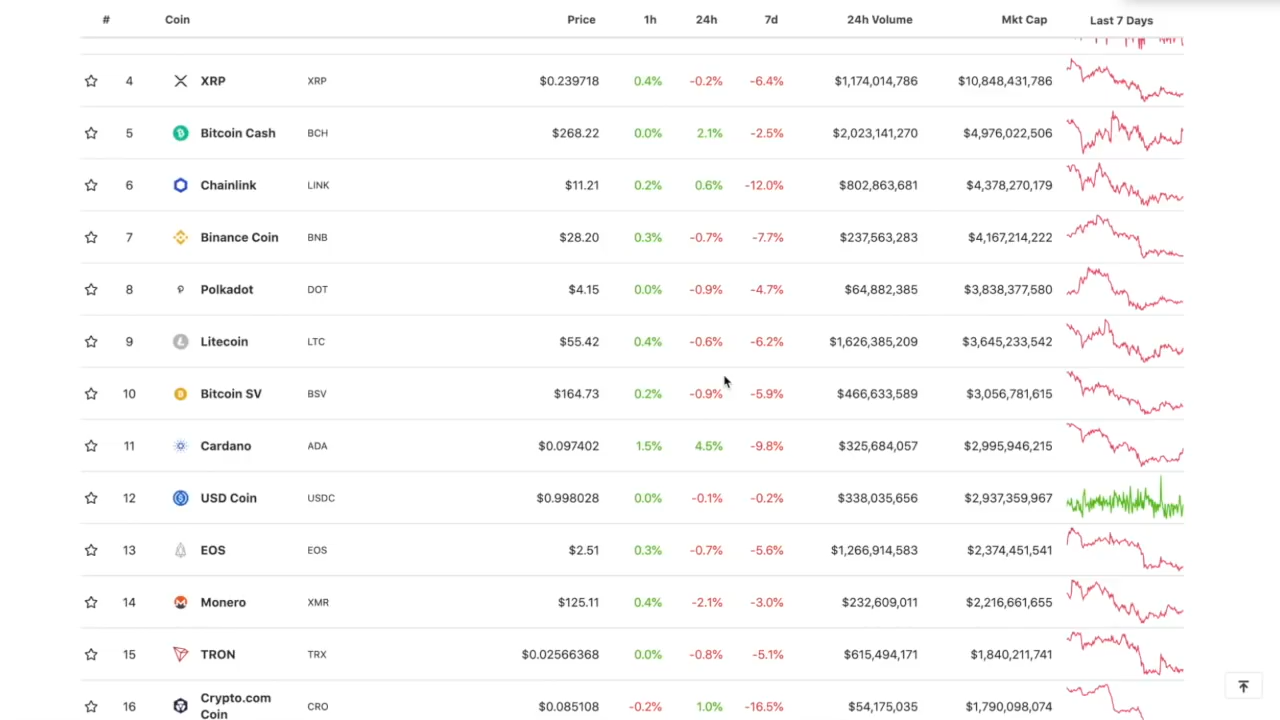 # Coin Price 1h 24h 7d 24h Volume Mkt Cap Last 7 Days
4 XRP XRP $0.239718 0.4% -0.2% -6.4% $1,174,014,786 $10,848,431,786
5 Bitcoin Cash BCH $268.22 0.0% 2.1% -2.5% $2,023,141,270 $4,976,022,506
6 Chainlink LINK $11.21 0.2% 0.6% -12.0% $802,863,681 $4,378,270,179
7 Binance Coin BNB $28.20 0.3% -0.7% -7.7% $237,563,283 $4,167,214,222
8 Polkadot DOT $4.15 0.0% -0.9% -4.7% $64,882,385 $3,838,377,580
9 Litecoin LTC $55.42 0.4% -0.6% -6.2% $1,626,385,209 $3,645,233,542
10 Bitcoin SV BSV $164.73 0.2% -0.9% -5.9% $466,633,589 $3,056,781,615
11 Cardano ADA $0.097402 1.5% 4.5% -9.8% $325,684,057 $2,995,946,215
12 USD Coin USDC $0.998028 0.0% -0.1% -0.2% $338,035,656 $2,937,359,967
13 EOS EOS $2.51 0.3% -0.7% -5.6% $1,266,914,583 $2,374,451,541
14 Monero XMR $125.11 0.4% -2.1% -3.0% $232,609,011 $2,216,661,655
15 TRON TRX $0.02566368 0.0% -0.8% -5.1% $615,494,171 $1,840,211,741
16 Crypto.com
Coin CRO $0.085108 -0.2% 1.0% -16.5% $54,175,035 $1,790,098,074